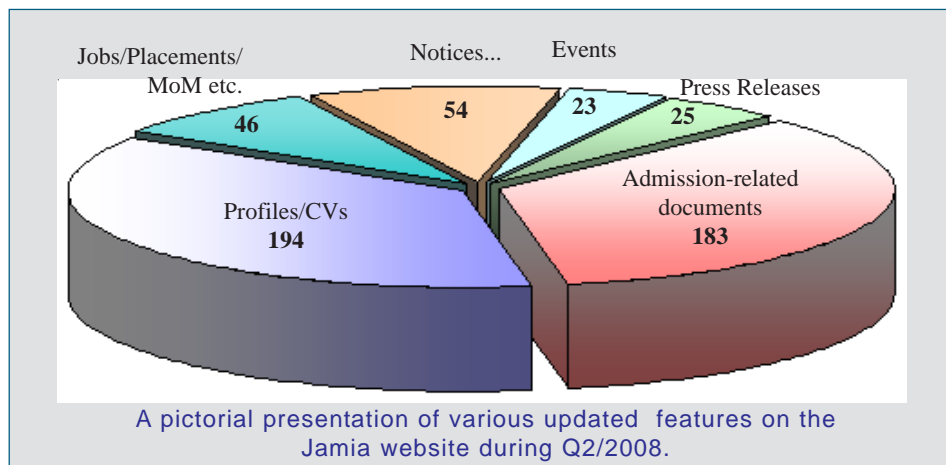 Jobs/Placements/
MoM etc.
Notices...
Events
Press Releases
46
54
23
25
Profiles/CVs
194
Admission-related
documents
183
A pictorial presentation of various updated features on the
Jamia website during Q2/2008.